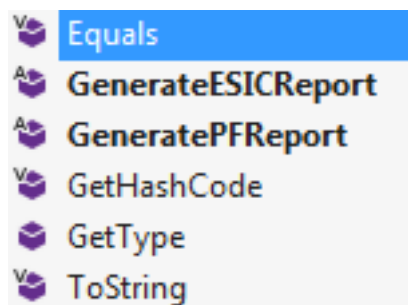 Equals
GenerateESICReport
GeneratePFReport
GetHashCode
GetType
ToString